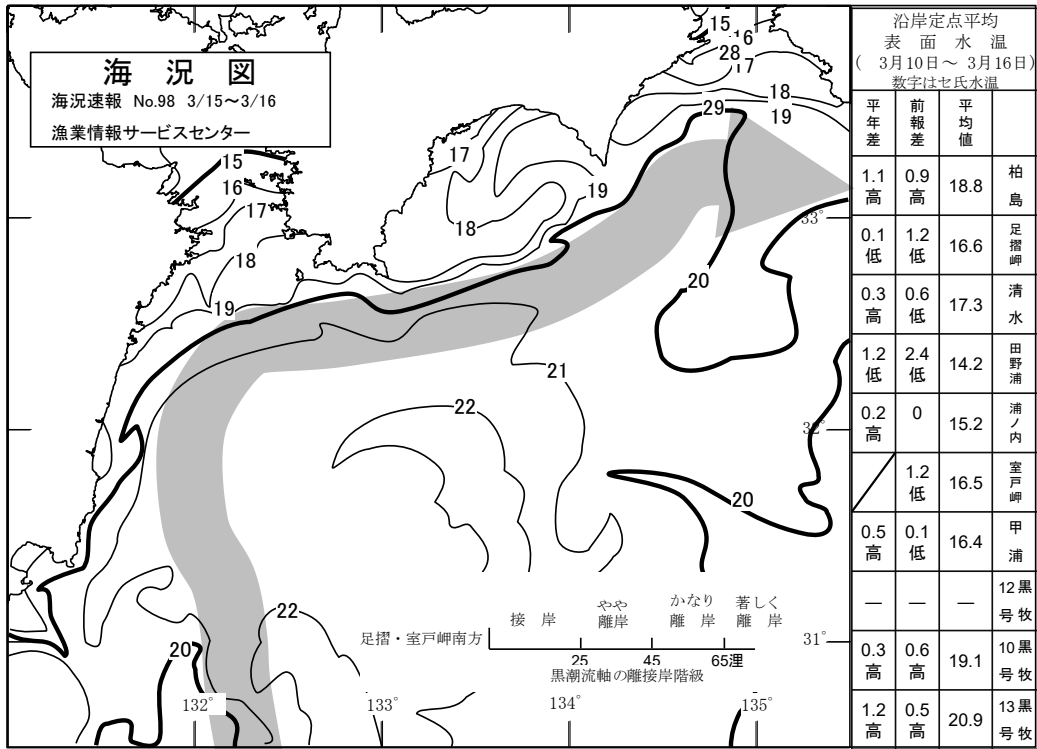 海 況 図
海況速報 No.98 3/15～3/16
漁業情報サービスセンター
15
16
28
17
18
29
19
17
19
18
15
16
17
18
19
33°
20
21
22
32°
20
22
20
31°
132°
133°
134°
135°
接 岸
やや
離岸
かなり
離 岸
著しく
離 岸
足摺・室戸岬南方
25 45 65浬
黒潮流軸の離接岸階級
沿岸定点平均
表 面 水 温
( 3月10日～ 3月16日)
数字はセ氏水温
平年差 前報差 平均値
1.1高 0.9高 18.8 柏島
0.1低 1.2低 16.6 足摺岬
0.3高 0.6低 17.3 清水
1.2低 2.4低 14.2 田野浦
0.2高 0 15.2 浦ノ内
1.2低 16.5 室戸岬
0.5高 0.1低 16.4 甲浦
― ― ― 12号黒牧
0.3高 0.6高 19.1 10号黒牧
1.2高 0.5高 20.9 13号黒牧